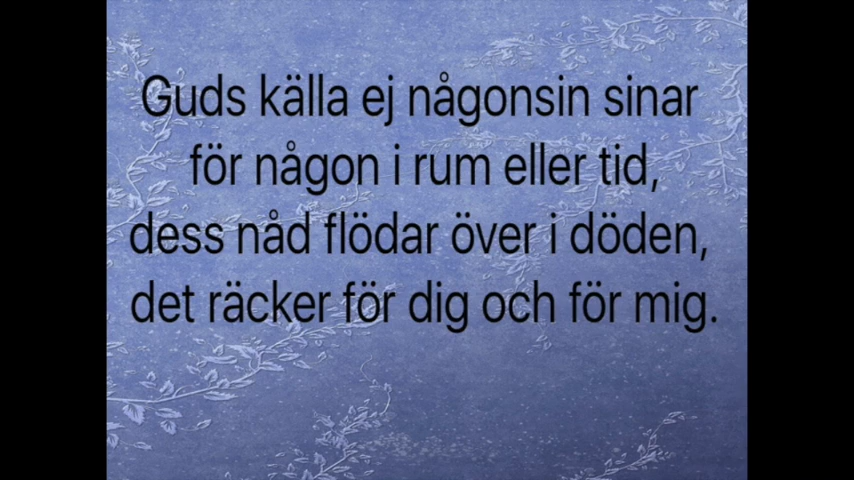 Guds källa ej någonsin sinar
för någon i rum eller tid,
dess nåd flödar över i döden,
det räcker för dig och för mig.